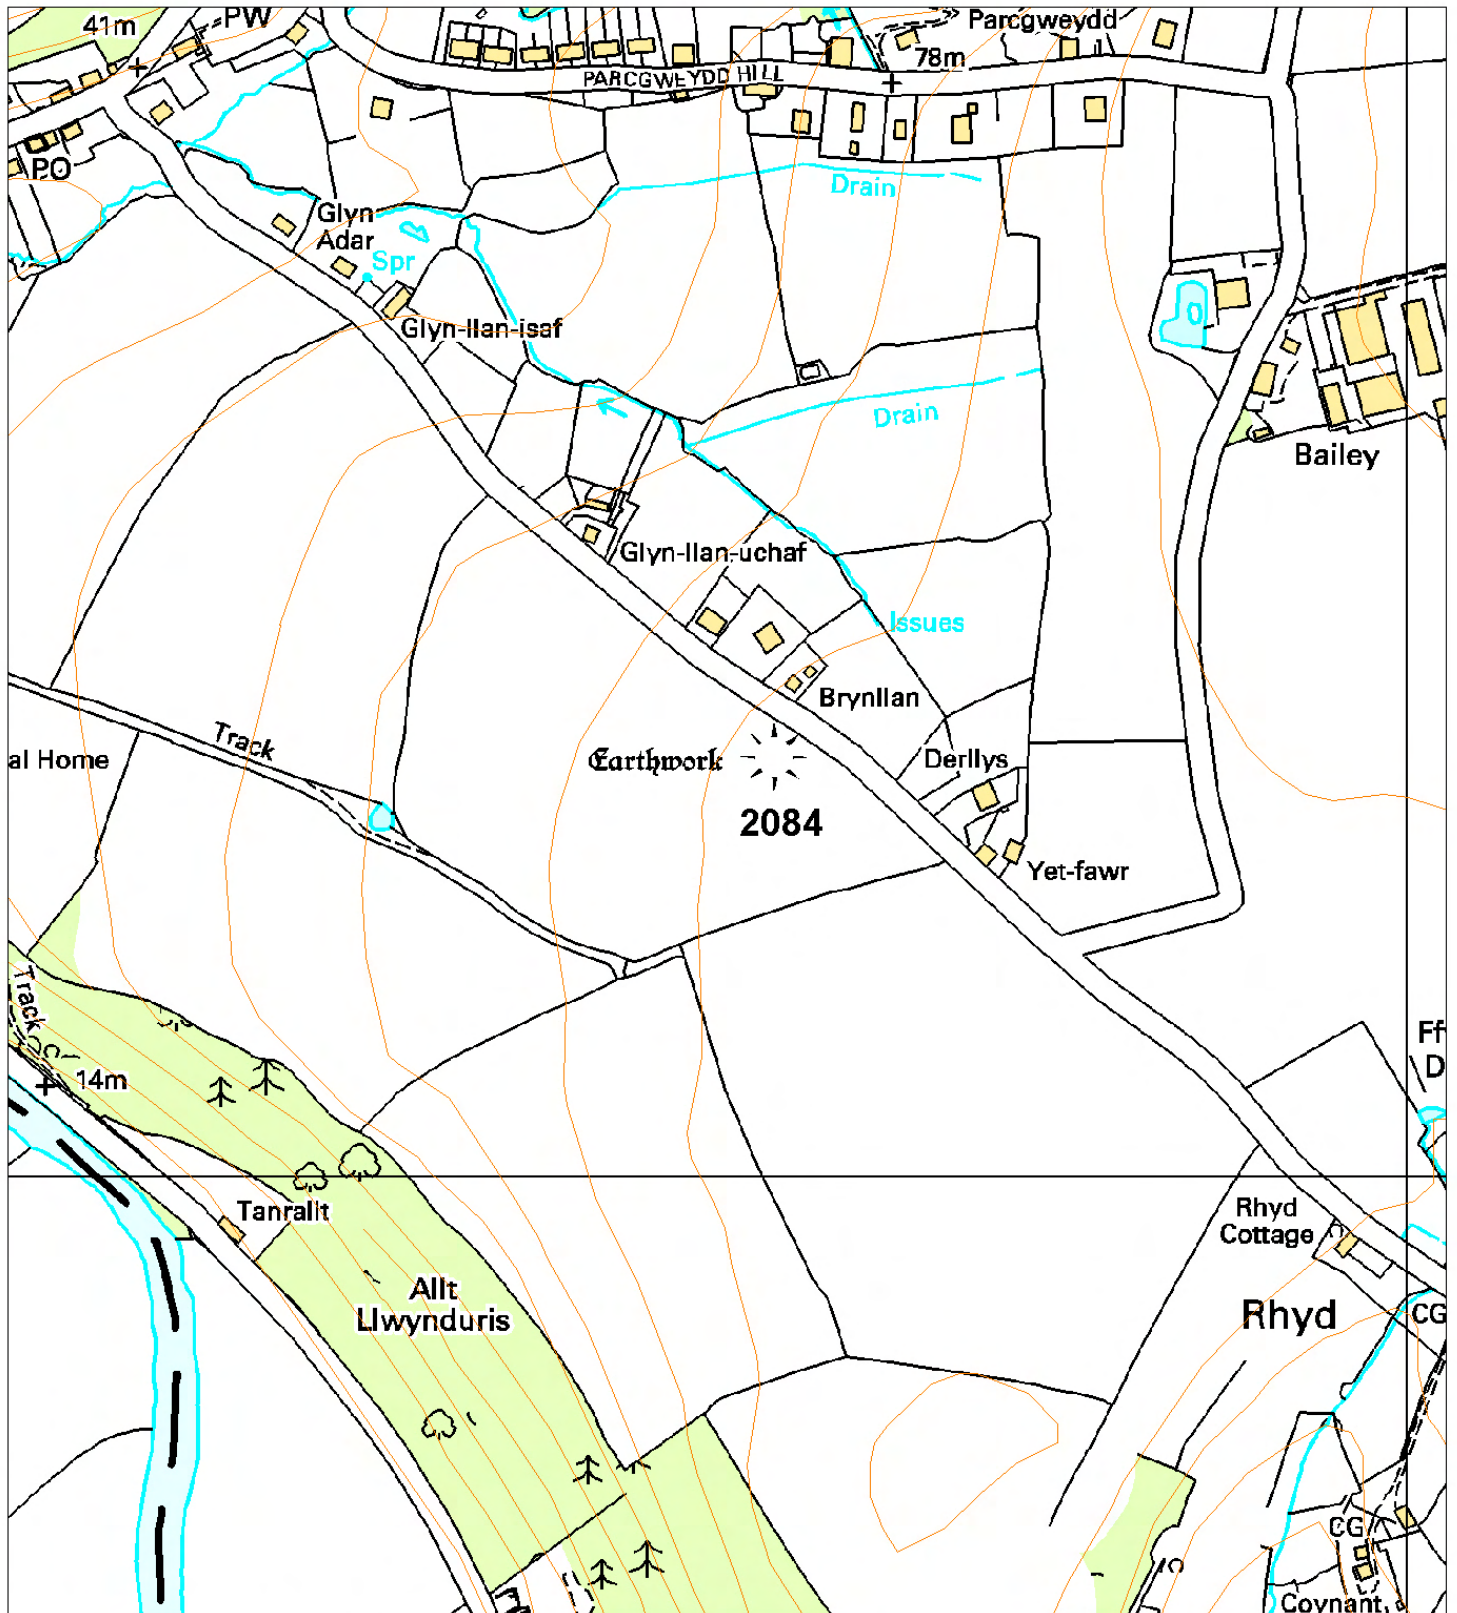 PW
41m
Parcgweydd
78m
PARCGWEYDD HILL
PO
Drain
Glyn
Adar
Spr
Glyn-llan-isaf
Drain
Bailey
Glyn-llan-uchaf
Issues
Brynllan
Track
al Home
Earthwork
Derllys
2084
Yet-fawr
Track
Ff
D
14m
Tanrallt
Rhyd
Cottage
Allt
Llwynduris
Rhyd
CG
CG
Covnant